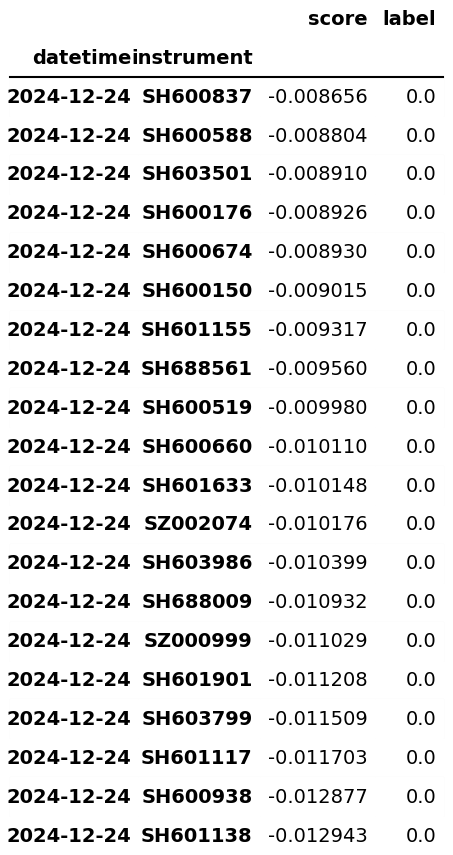 score label
datetime instrument
2024-12-24 SH600837 -0.008656 0.0
2024-12-24 SH600588 -0.008804 0.0
2024-12-24 SH603501 -0.008910 0.0
2024-12-24 SH600176 -0.008926 0.0
2024-12-24 SH600674 -0.008930 0.0
2024-12-24 SH600150 -0.009015 0.0
2024-12-24 SH601155 -0.009317 0.0
2024-12-24 SH688561 -0.009560 0.0
2024-12-24 SH600519 -0.009980 0.0
2024-12-24 SH600660 -0.010110 0.0
2024-12-24 SH601633 -0.010148 0.0
2024-12-24 SZ002074 -0.010176 0.0
2024-12-24 SH603986 -0.010399 0.0
2024-12-24 SH688009 -0.010932 0.0
2024-12-24 SZ000999 -0.011029 0.0
2024-12-24 SH601901 -0.011208 0.0
2024-12-24 SH603799 -0.011509 0.0
2024-12-24 SH601117 -0.011703 0.0
2024-12-24 SH600938 -0.012877 0.0
2024-12-24 SH601138 -0.012943 0.0